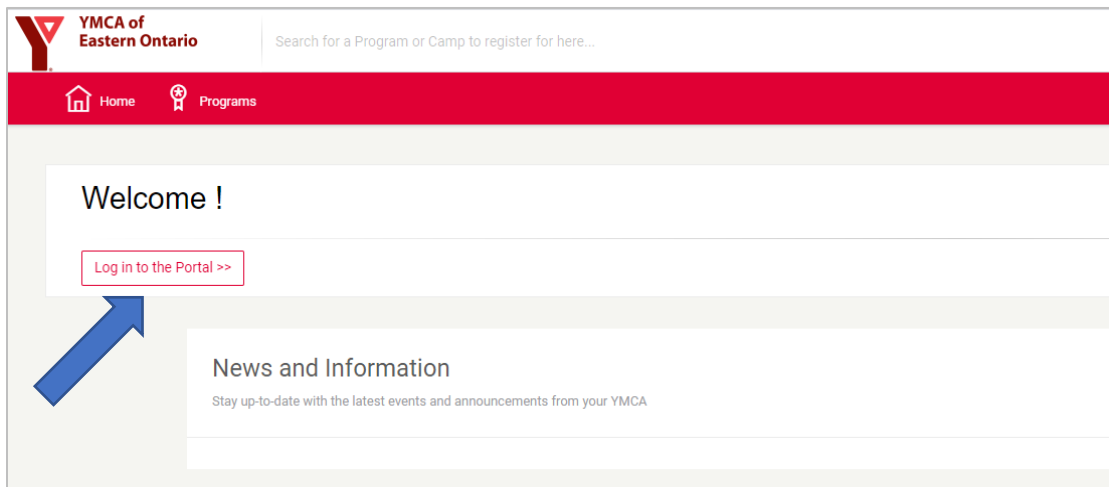 YMCA of
Eastern Ontario
Search for a Program or Camp to register for here...
Home Programs
Welcome !
Log in to the Portal >>
News and Information
Stay up-to-date with the latest events and announcements from your YMCA